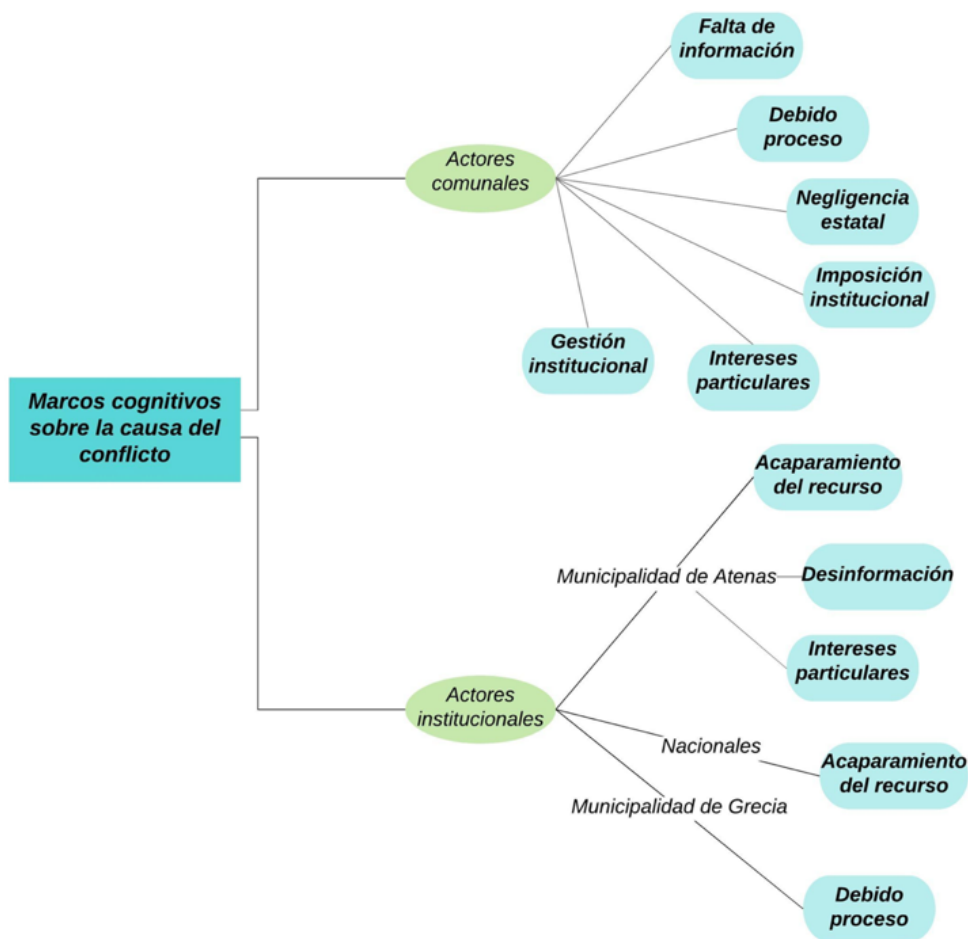 Falta de
información
Debido
proceso
Actores
comunales
Negligencia
estatal
Imposición
institucional
Gestión
institucional
Intereses
particulares
Marcos cognitivos
sobre la causa del
conflicto
Acaparamiento
del recurso
Municipalidad de Atenas
Desinformación
Intereses
particulares
Actores
institucionales
Nacionales
Acaparamiento
del recurso
Municipalidad de Grecia
Debido
proceso